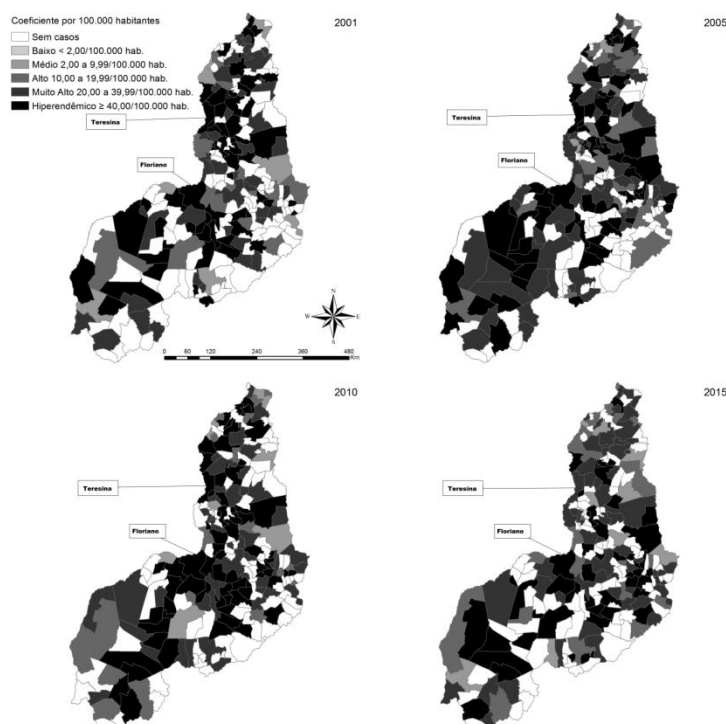 Coeficiente por 100.000 habitantes
Sem casos
Baixo < 2,00/100.000 hab.
Médio 2,00 a 9,99/100.000 hab.
Alto 10,00 a 19,99/100.000 hab.
Muito Alto 20,00 a 39,99/100.000 hab.
Hiperendêmico ≥ 40,00/100.000 hab.
2001
Teresina
Floriano
N
W E
S
0 60 120 240 360 480
Km
2005
Teresina
Floriano
2010
Teresina
Floriano
2015
Teresina
Floriano